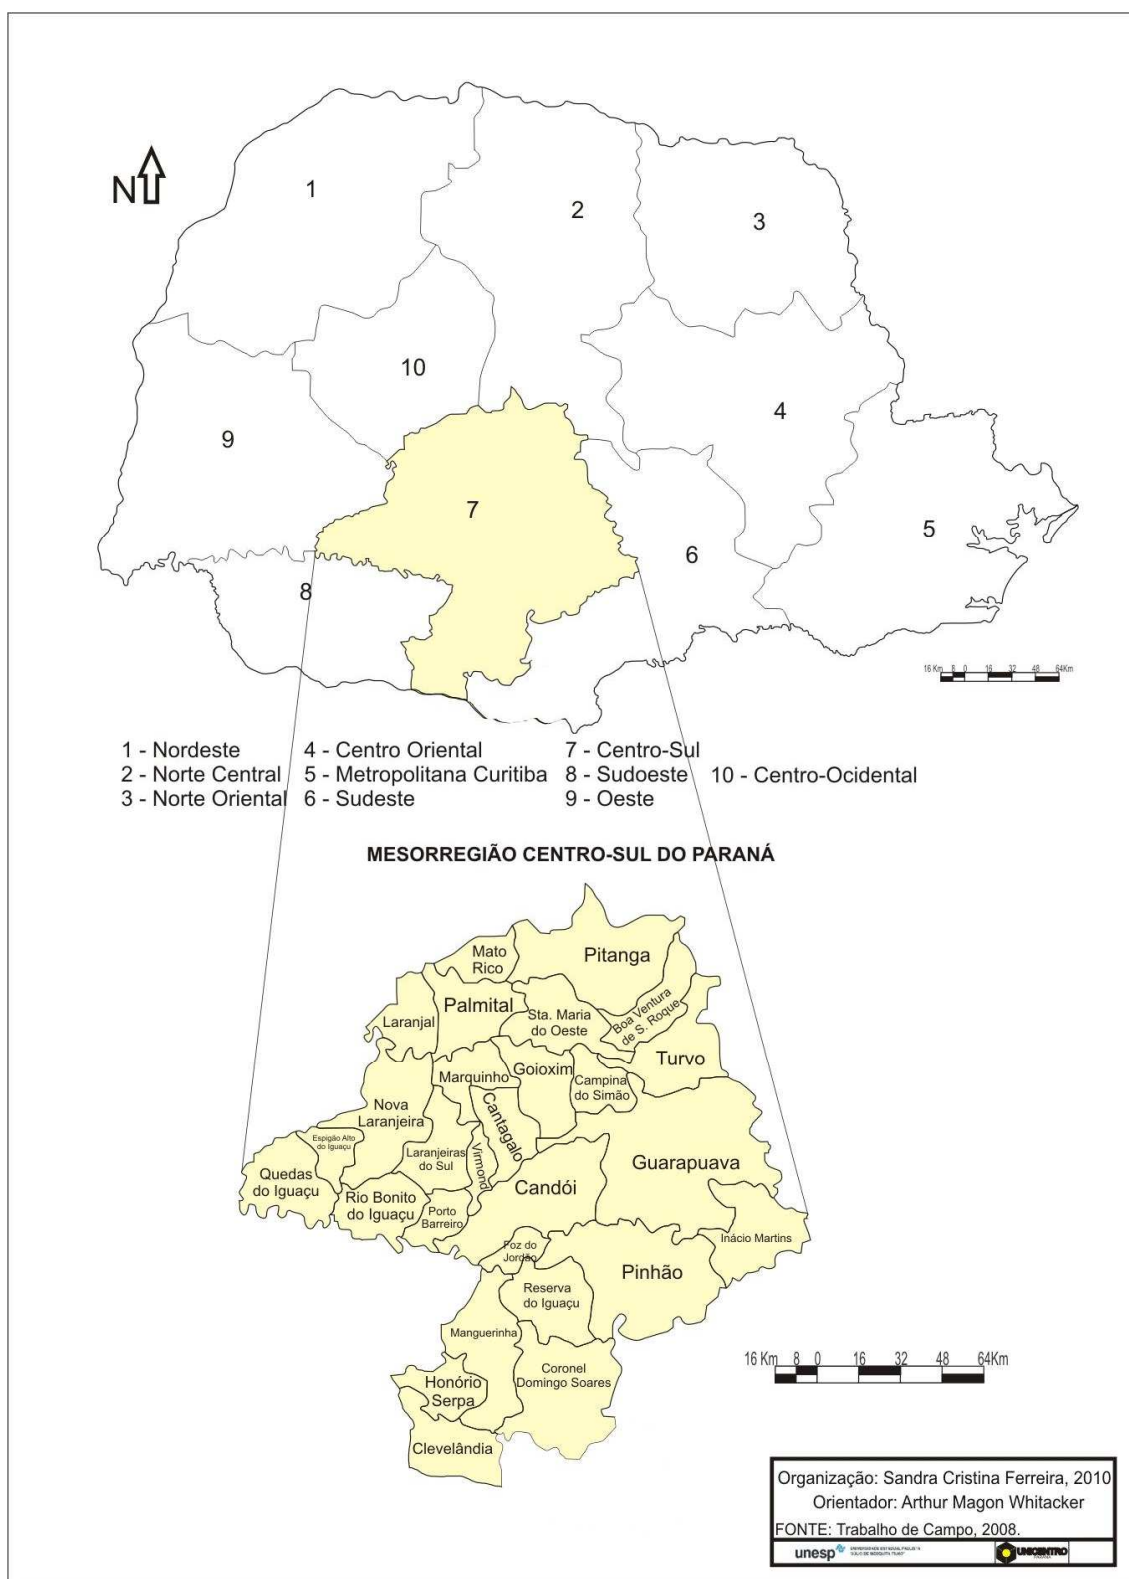 N
1
2
3
10
9
4
7
5
6
8
16 Km 8 0 16 32 48 64Km
1 - Nordeste 4 - Centro Oriental 7 - Centro-Sul
2 - Norte Central 5 - Metropolitana Curitiba 8 - Sudoeste 10 - Centro-Ocidental
3 - Norte Oriental 6 - Sudeste 9 - Oeste
MESORREGIÃO CENTRO-SUL DO PARANÁ
Mato
Rico
Pitanga
Palmital
Laranjal
Sta. Maria
do Oeste
Boa Ventura
de S. Roque
Turvo
Marquinho
Goioxim
Campina
do Simão
Nova
Laranjeira
Cantagalo
Espigão Alto
do Iguaçu
Laranjeiras
do Sul
Virmond
Guarapuava
Quedas
do Iguaçu
Rio Bonito
do Iguaçu
Candói
Porto
Barreiro
Inácio Martins
Foz do
Jordão
Pinhão
Reserva
do Iguaçu
Manguerinha
Coronel
Domingo Soares
Honório
Serpa
Clevelândia
16 Km 8 0 16 32 48 64Km
Organização: Sandra Cristina Ferreira, 2010
Orientador: Arthur Magon Whitacker
FONTE: Trabalho de Campo, 2008.
unesp
UNICENTRO